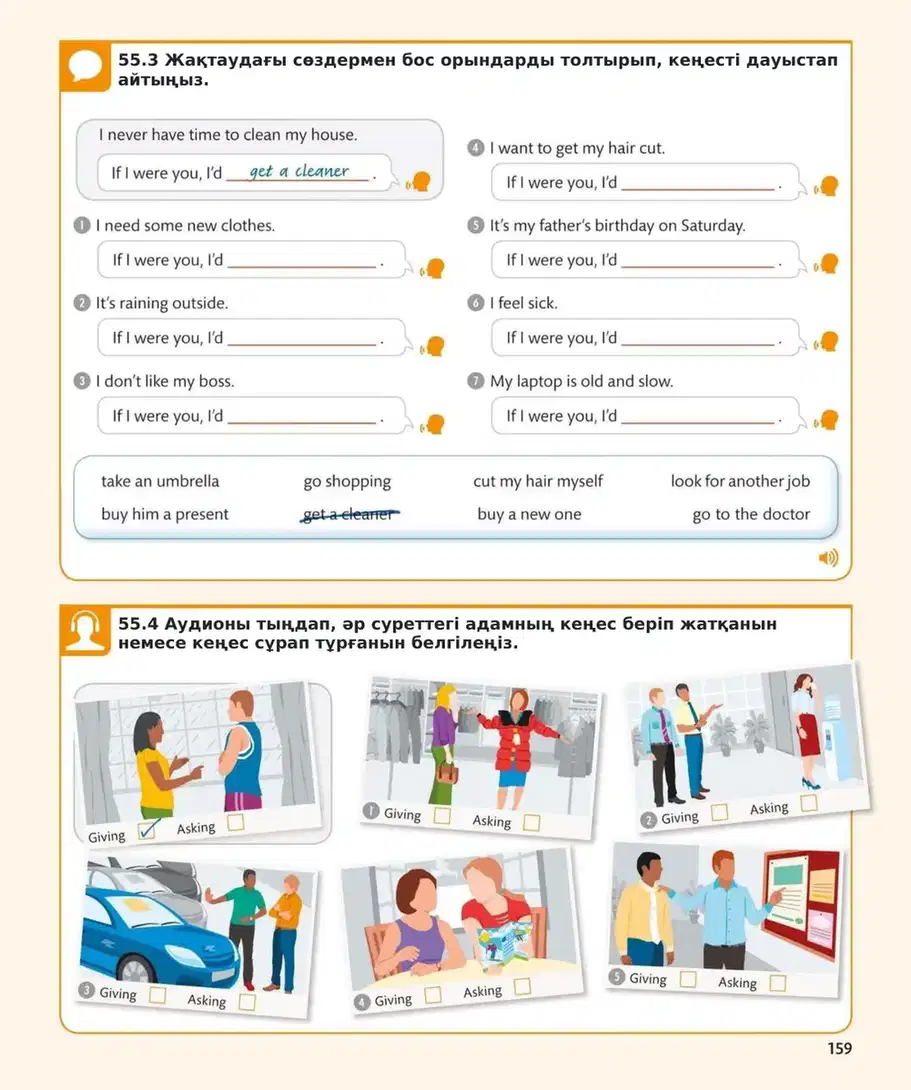 55.3 Жақтаудағы сөздермен бос орындарды толтырып, кеңесті дауыстап
айтыңыз.
I never have time to clean my house.
If I were you, I’d get a cleaner .
1 I need some new clothes.
If I were you, I’d ______ .
2 It’s raining outside.
If I were you, I’d ______ .
3 I don’t like my boss.
If I were you, I’d ______ .
4 I want to get my hair cut.
If I were you, I’d ______ .
5 It’s my father’s birthday on Saturday.
If I were you, I’d ______ .
6 I feel sick.
If I were you, I’d ______ .
7 My laptop is old and slow.
If I were you, I’d ______ .
take an umbrella go shopping cut my hair myself look for another job
buy him a present get a cleaner buy a new one go to the doctor
55.4 Аудионы тыңдап, әр суреттегі адамның кеңес беріп жатқанын
немесе кеңес сұрап тұрғанын белгілеңіз.
Giving Asking
1 Giving Asking
2 Giving Asking
3 Giving Asking
4 Giving Asking
5 Giving Asking
159